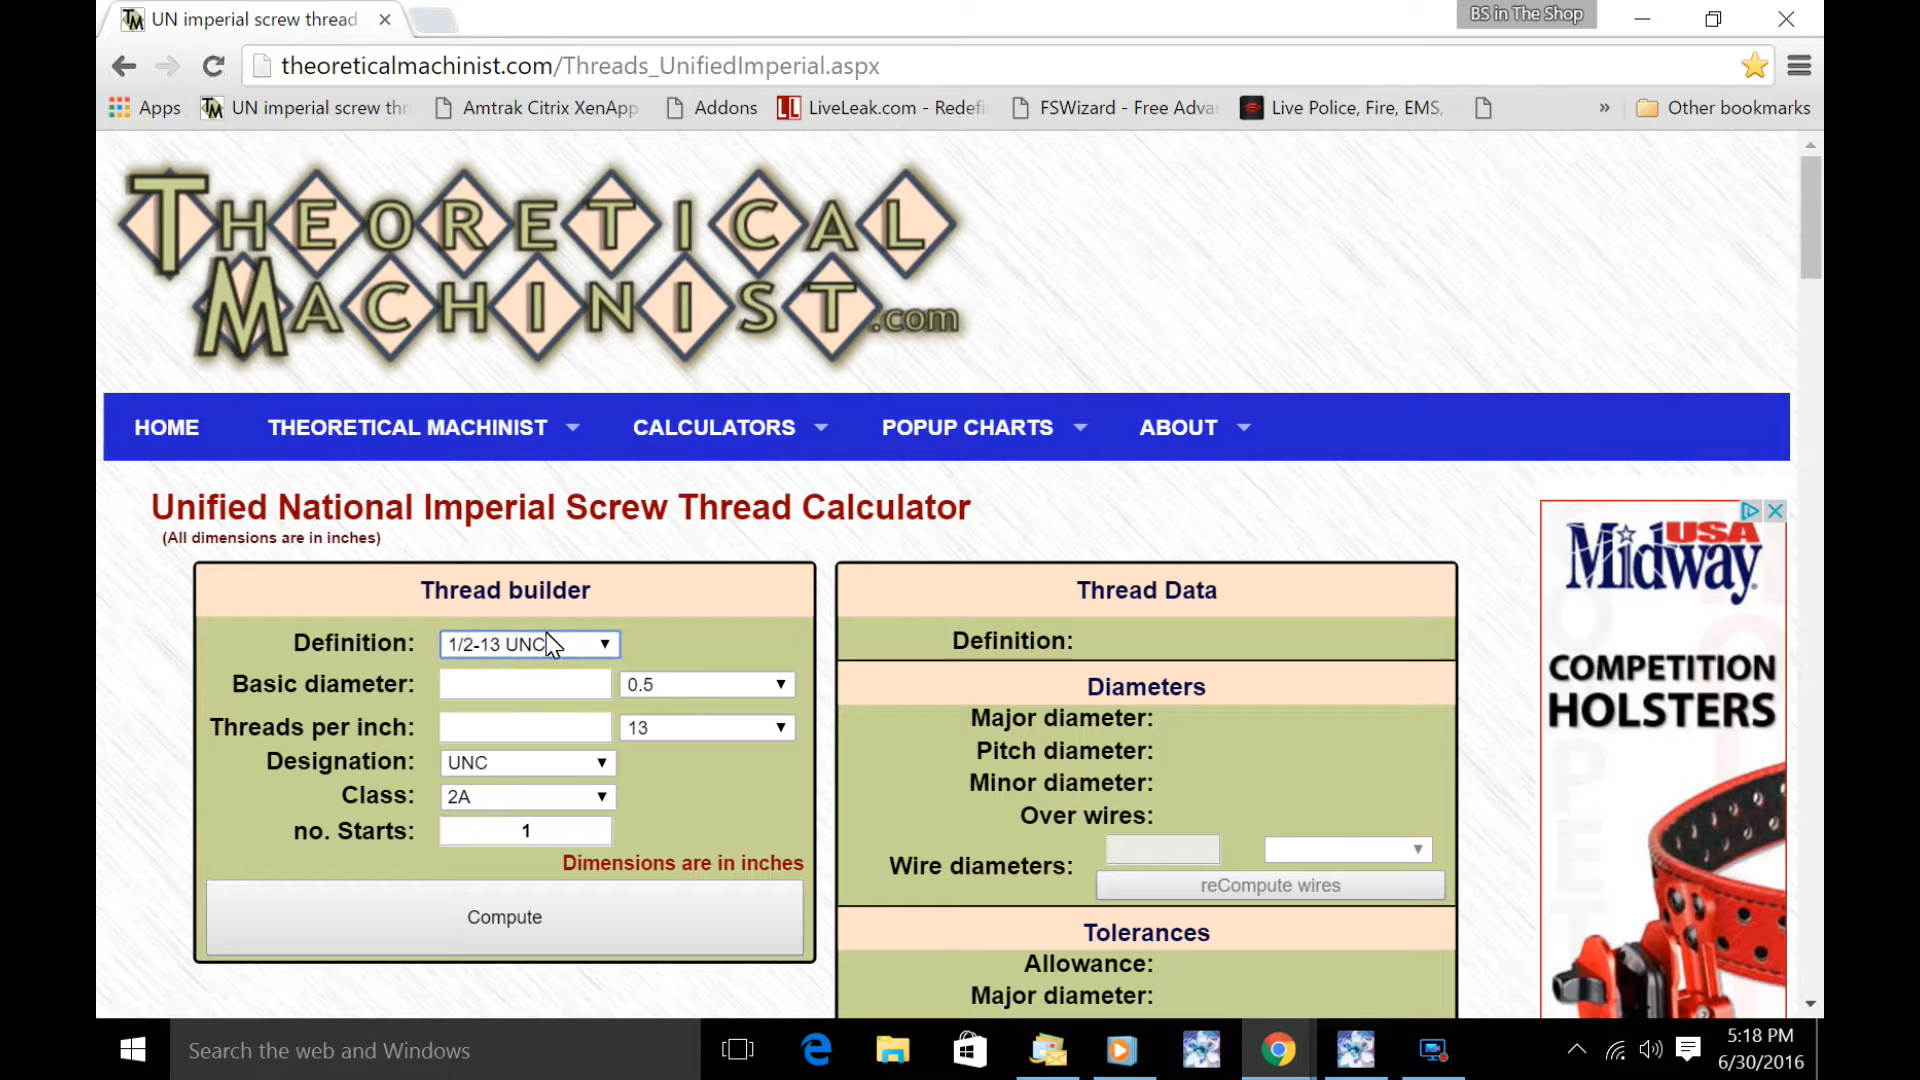 UN imperial screw thread
BS in The Shop
theoreticalmachinist.com/Threads_UnifiedImperial.aspx
Apps
UN imperial screw thr
Amtrak Citrix XenApp
Addons
LiveLeak.com - Redefi
FSWizard - Free Adva
Live Police, Fire, EMS,
»
Other bookmarks
THEORETICAL
MACHINIST.com
HOME
THEORETICAL MACHINIST
CALCULATORS
POPUP CHARTS
ABOUT
Unified National Imperial Screw Thread Calculator
(All dimensions are in inches)
Thread builder
Definition: 1/2-13 UNC
Basic diameter: 0.5
Threads per inch: 13
Designation: UNC
Class: 2A
no. Starts: 1
Dimensions are in inches
Compute
Thread Data
Definition:
Diameters
Major diameter:
Pitch diameter:
Minor diameter:
Over wires:
Wire diameters:
reCompute wires
Tolerances
Allowance:
Major diameter:
Midway USA
COMPETITION
HOLSTERS
Search the web and Windows
5:18 PM
6/30/2016